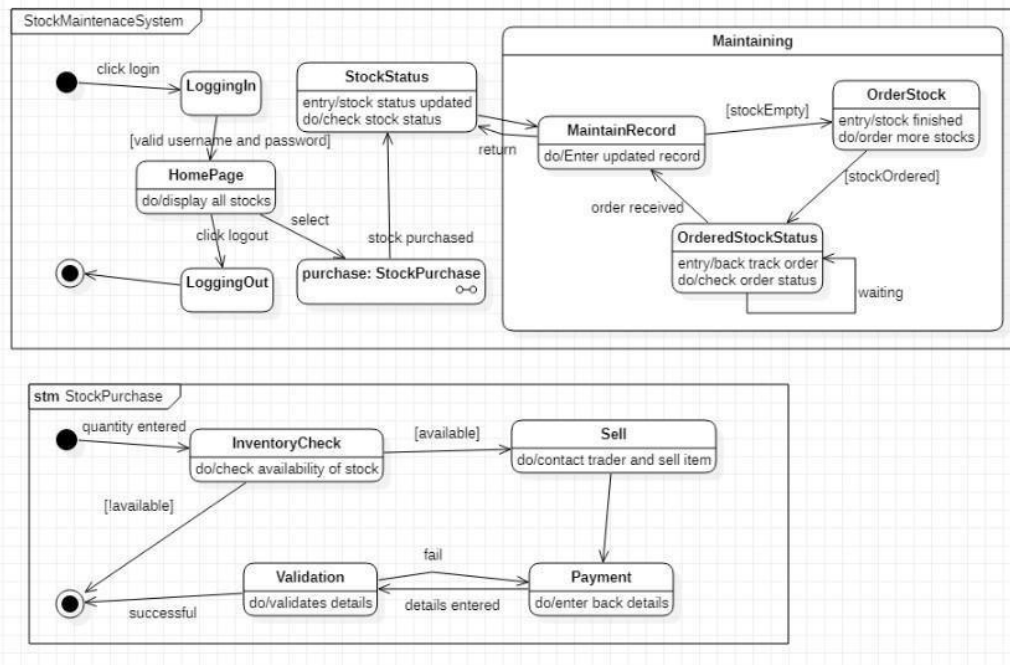 StockMaintenaceSystem
click login
LoggingIn
[valid username and password]
HomePage
do/display all stocks
click logout
LoggingOut
select
purchase: StockPurchase
stock purchased
StockStatus
entry/stock status updated
do/check stock status
return
Maintaining
MaintainRecord
do/Enter updated record
[stockEmpty]
OrderStock
entry/stock finished
do/order more stocks
[stockOrdered]
order received
OrderedStockStatus
entry/back track order
do/check order status
waiting
stm StockPurchase
quantity entered
InventoryCheck
do/check availability of stock
[available]
Sell
do/contact trader and sell item
[!available]
Validation
do/validates details
fail
details entered
Payment
do/enter back details
successful